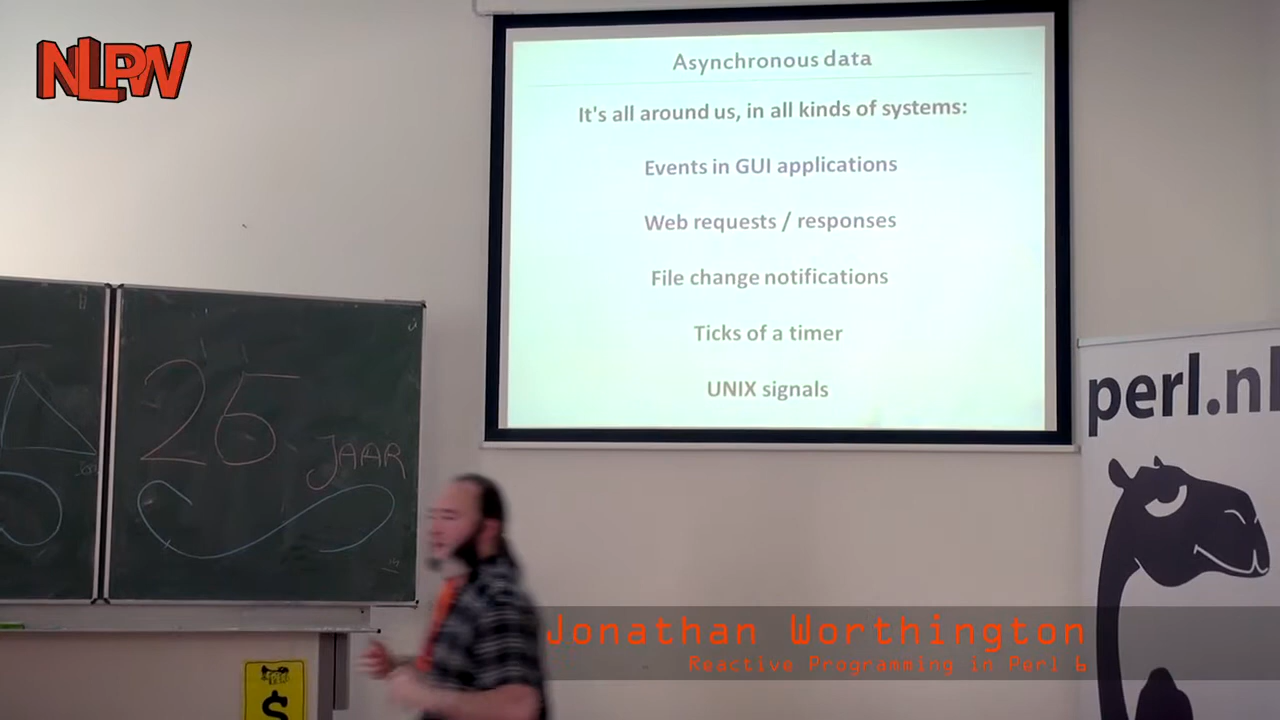 NLPW
Asynchronous data
It's all around us, in all kinds of systems:
Events in GUI applications
Web requests / responses
File change notifications
Ticks of a timer
UNIX signals
25
JAAR
perl.nl
Jonathan Worthington
Reactive Programming in Perl 6
$